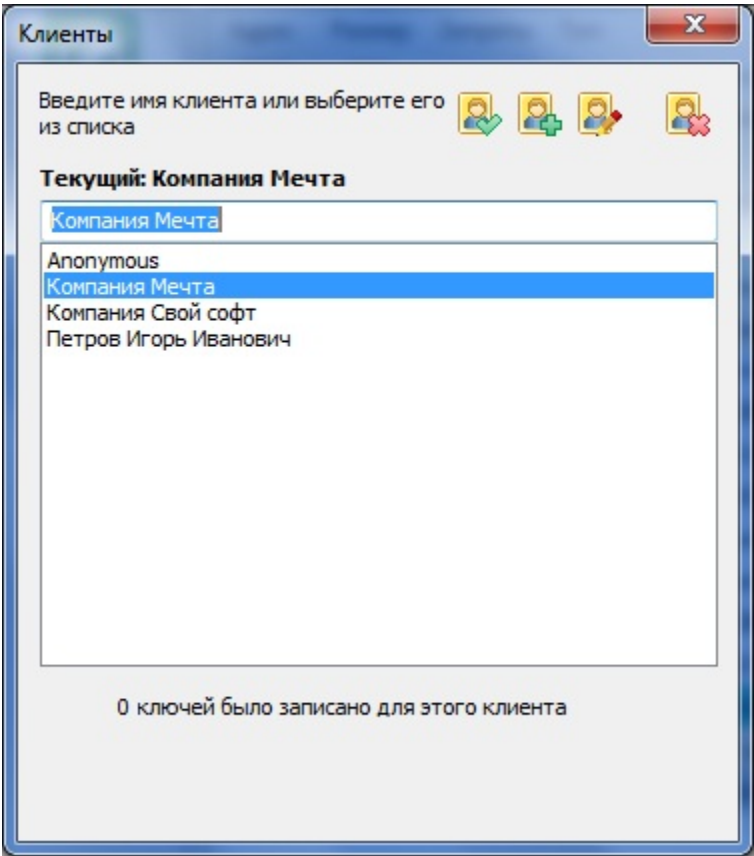 Клиенты
Введите имя клиента или выберите его
из списка
Текущий: Компания Мечта
Компания Мечта
Anonymous
Компания Мечта
Компания Свой софт
Петров Игорь Иванович
0 ключей было записано для этого клиента